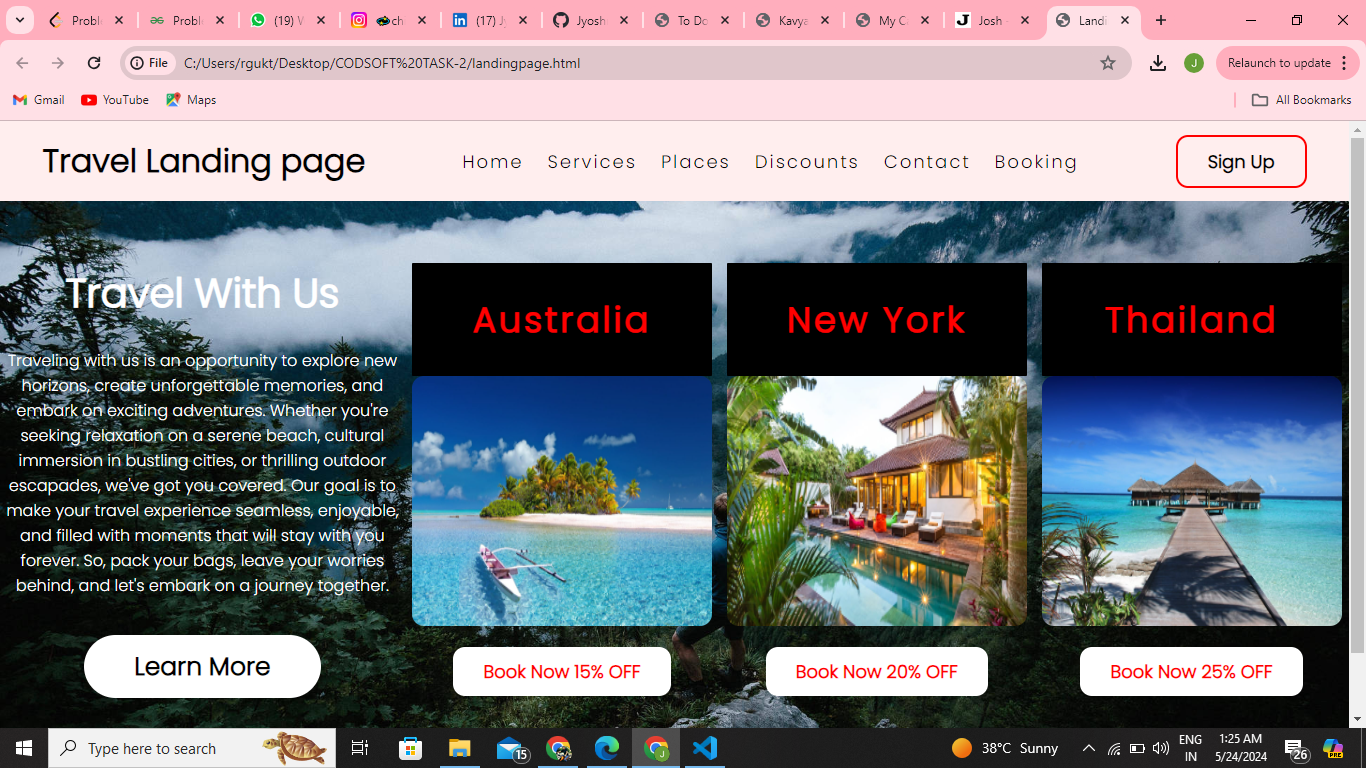 Probl
Proble
(19) W
ch
(17) Jy
Jyosh
To Do
Kavya
My C
Josh
Landi
File
C:/Users/rgukt/Desktop/CODSOFT%20TASK-2/landingpage.html
J
Relaunch to update
Gmail
YouTube
Maps
All Bookmarks
Travel Landing page
Home
Services
Places
Discounts
Contact
Booking
Sign Up
Travel With Us
Traveling with us is an opportunity to explore new
horizons, create unforgettable memories, and
embark on exciting adventures. Whether you're
seeking relaxation on a serene beach, cultural
immersion in bustling cities, or thrilling outdoor
escapades, we've got you covered. Our goal is to
make your travel experience seamless, enjoyable,
and filled with moments that will stay with you
forever. So, pack your bags, leave your worries
behind, and let's embark on a journey together.
Learn More
Australia
Book Now 15% OFF
New York
Book Now 20% OFF
Thailand
Book Now 25% OFF
Type here to search
15
J
38°C Sunny
ENG
IN
1:25 AM
5/24/2024
26
PRE